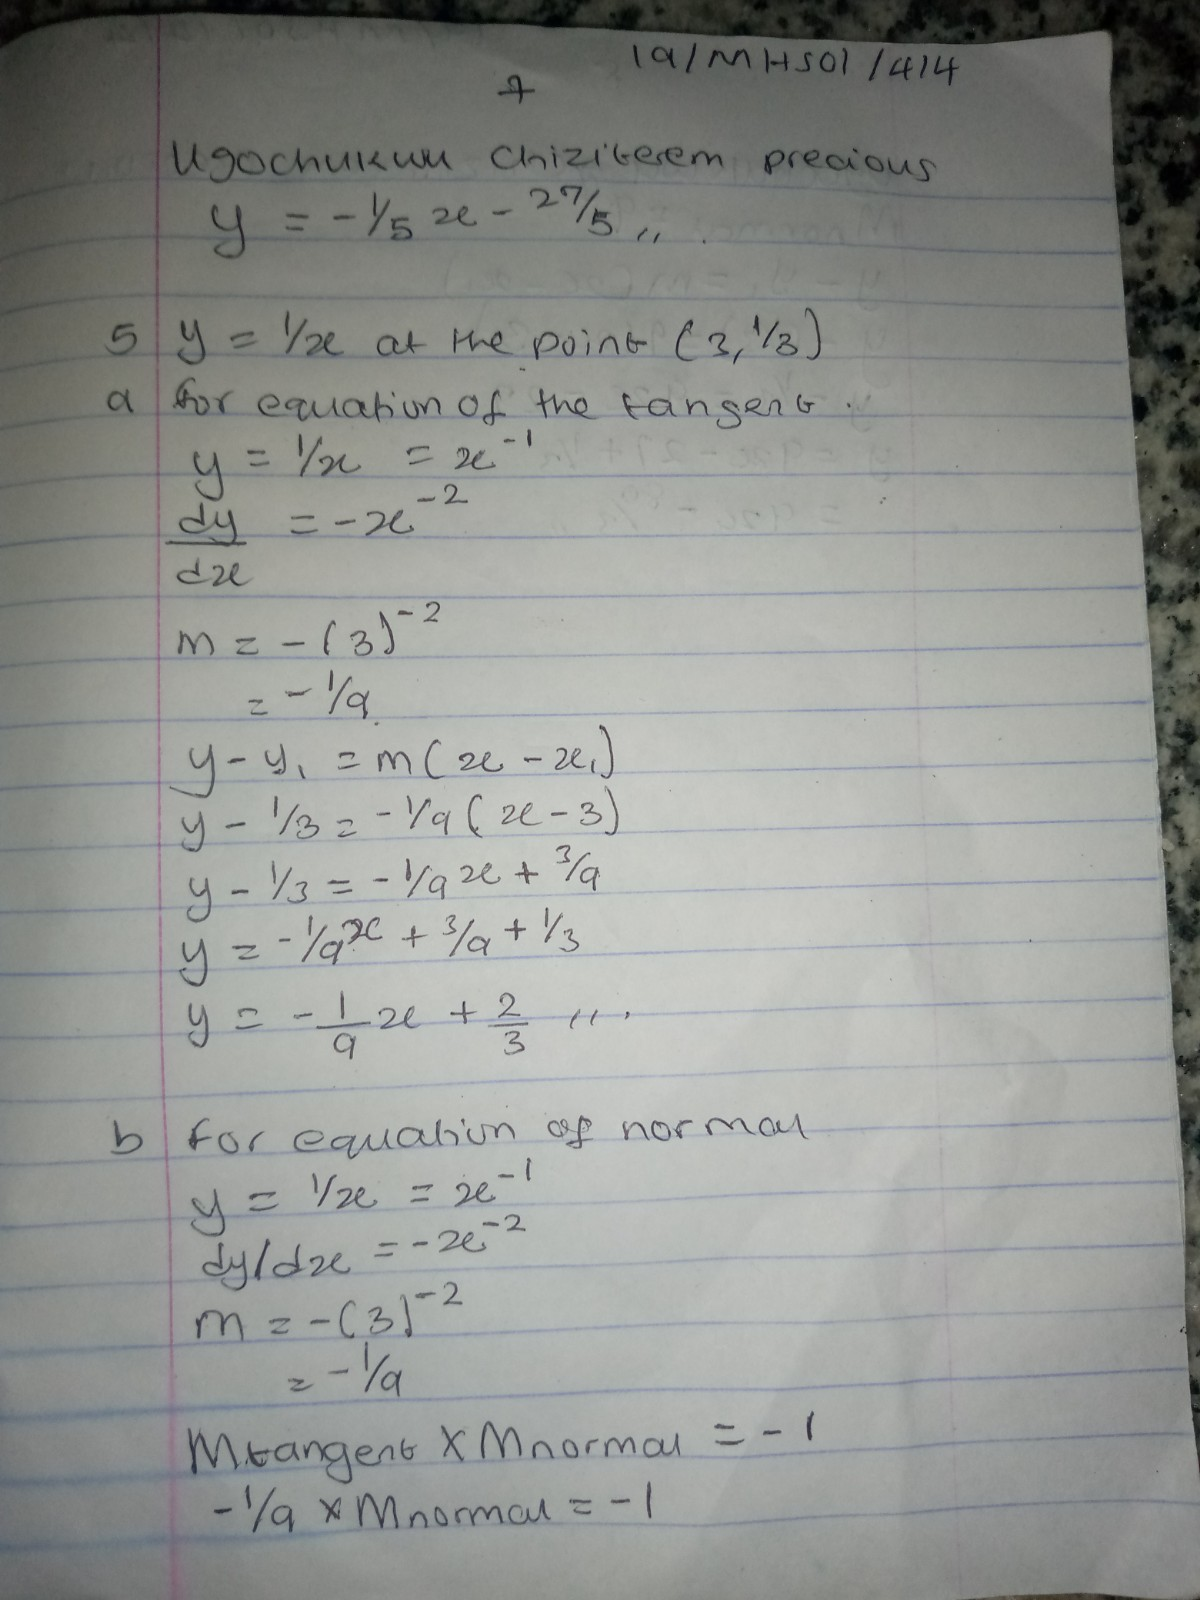 19/MHS01/414
7
Udochukwu Chiziterem precious
y = -1/5 x - 27/5 ,, .
5 y = 1/x at the point (3, 1/3)
a for equation of the tangent .
y = 1/x = x^-1
dy/dx = -x^-2
m = -(3)^-2
= -1/9
y - y₁ = m(x - x₁)
y - 1/3 = -1/9(x - 3)
y - 1/3 = -1/9 x + 3/9
y = -1/9 x + 3/9 + 1/3
y = -1/9 x + 2/3 ,, .
b for equation of normal
y = 1/x = x^-1
dy/dx = -x^-2
m = -(3)^-2
= -1/9
Mtangent x Mnormal = -1
-1/9 x Mnormal = -1